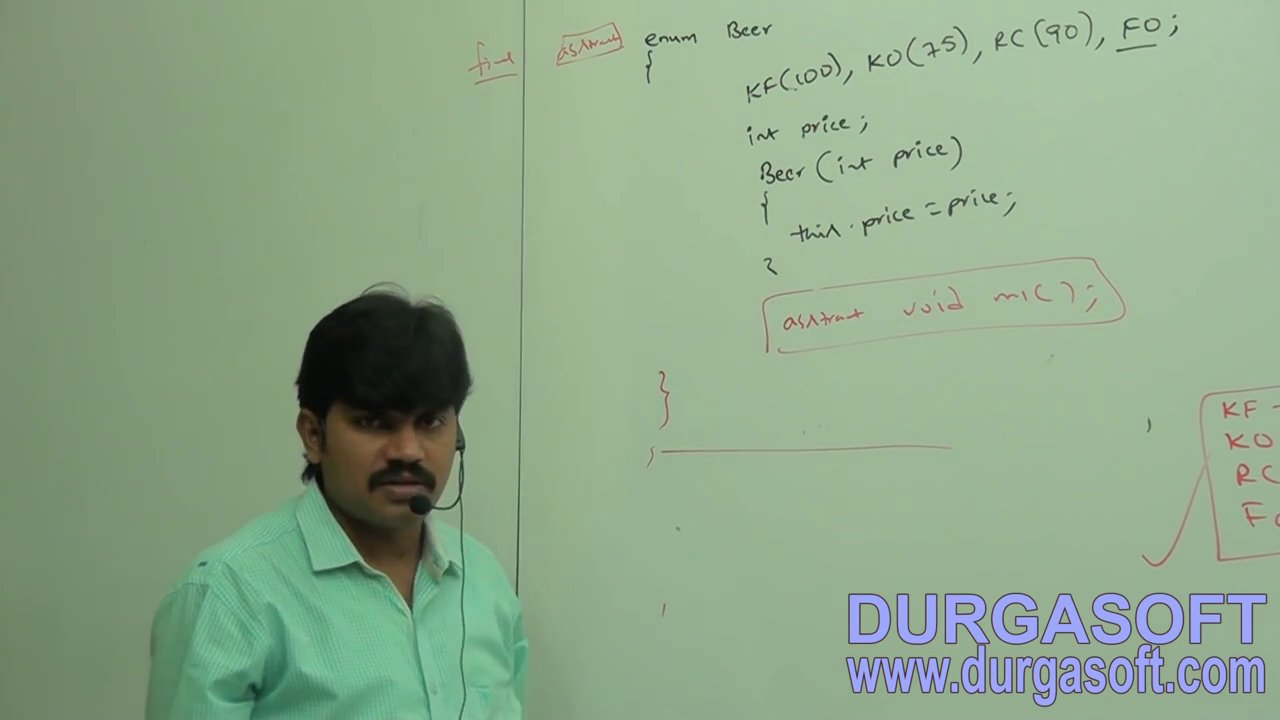 final abstract enum Beer
{
KF(100), KO(75), RC(90), FO;
int price;
Beer (int price)
{
this.price = price;
}
abstract void m1( );
}
KF -
KO
RC
Fo
DURGASOFT
www.durgasoft.com